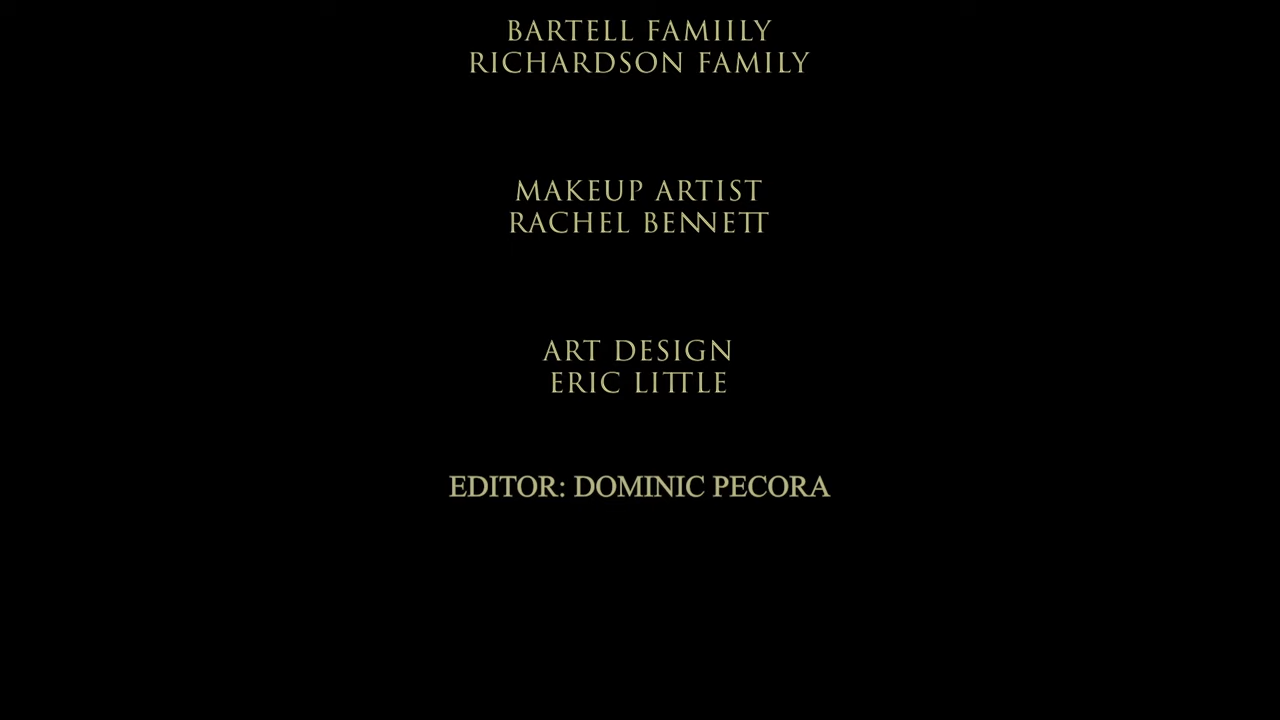 BARTELL FAMIILY
RICHARDSON FAMILY
MAKEUP ARTIST
RACHEL BENNETT
ART DESIGN
ERIC LITTLE
EDITOR: DOMINIC PECORA